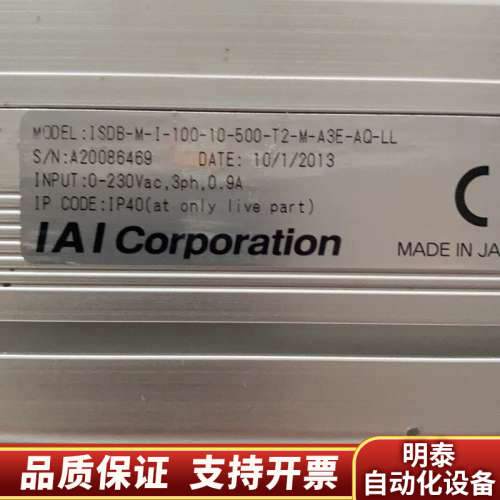 MODEL:ISDB-M-I-100-10-500-T2-M-A3E-AQ-LL
S/N:A20086469 DATE: 10/1/2013
INPUT:0-230Vac,3ph,0.9A
IP CODE:IP40(at only live part)
IAI Corporation
MADE IN JA
品质保证 支持开票
明泰
自动化设备